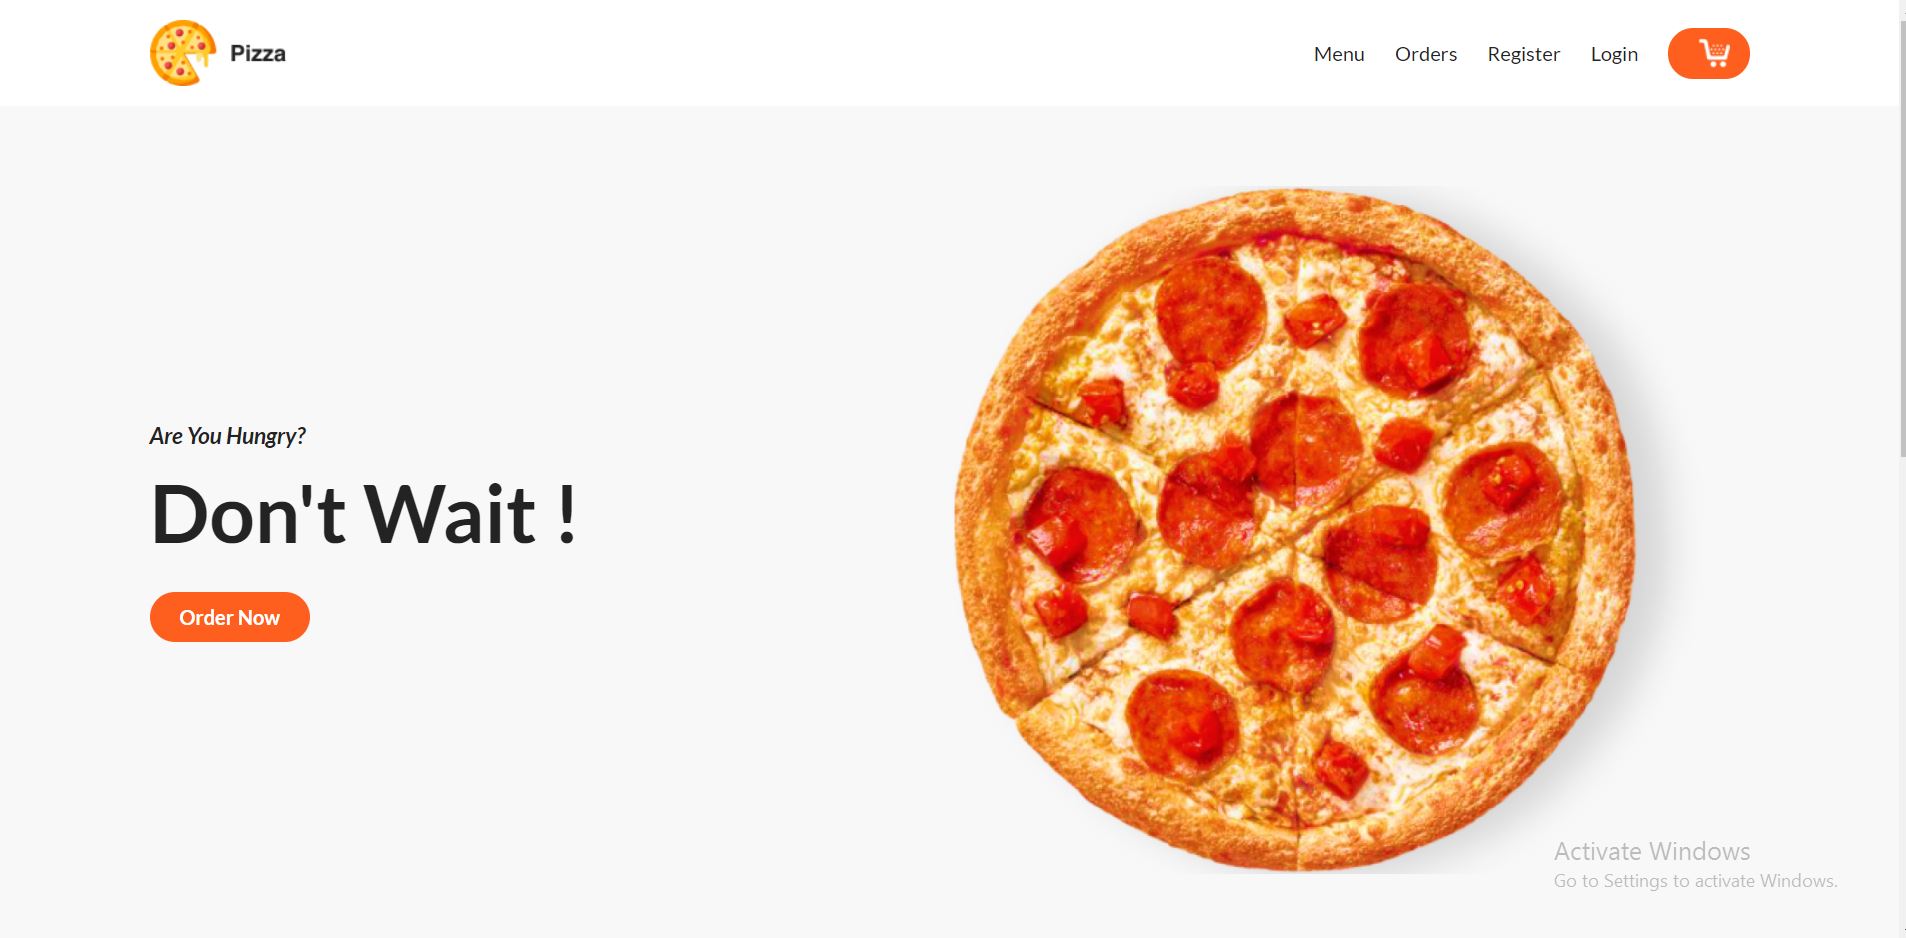 Pizza
Menu Orders Register Login
Are You Hungry?
Don't Wait !
Order Now
Activate Windows
Go to Settings to activate Windows.